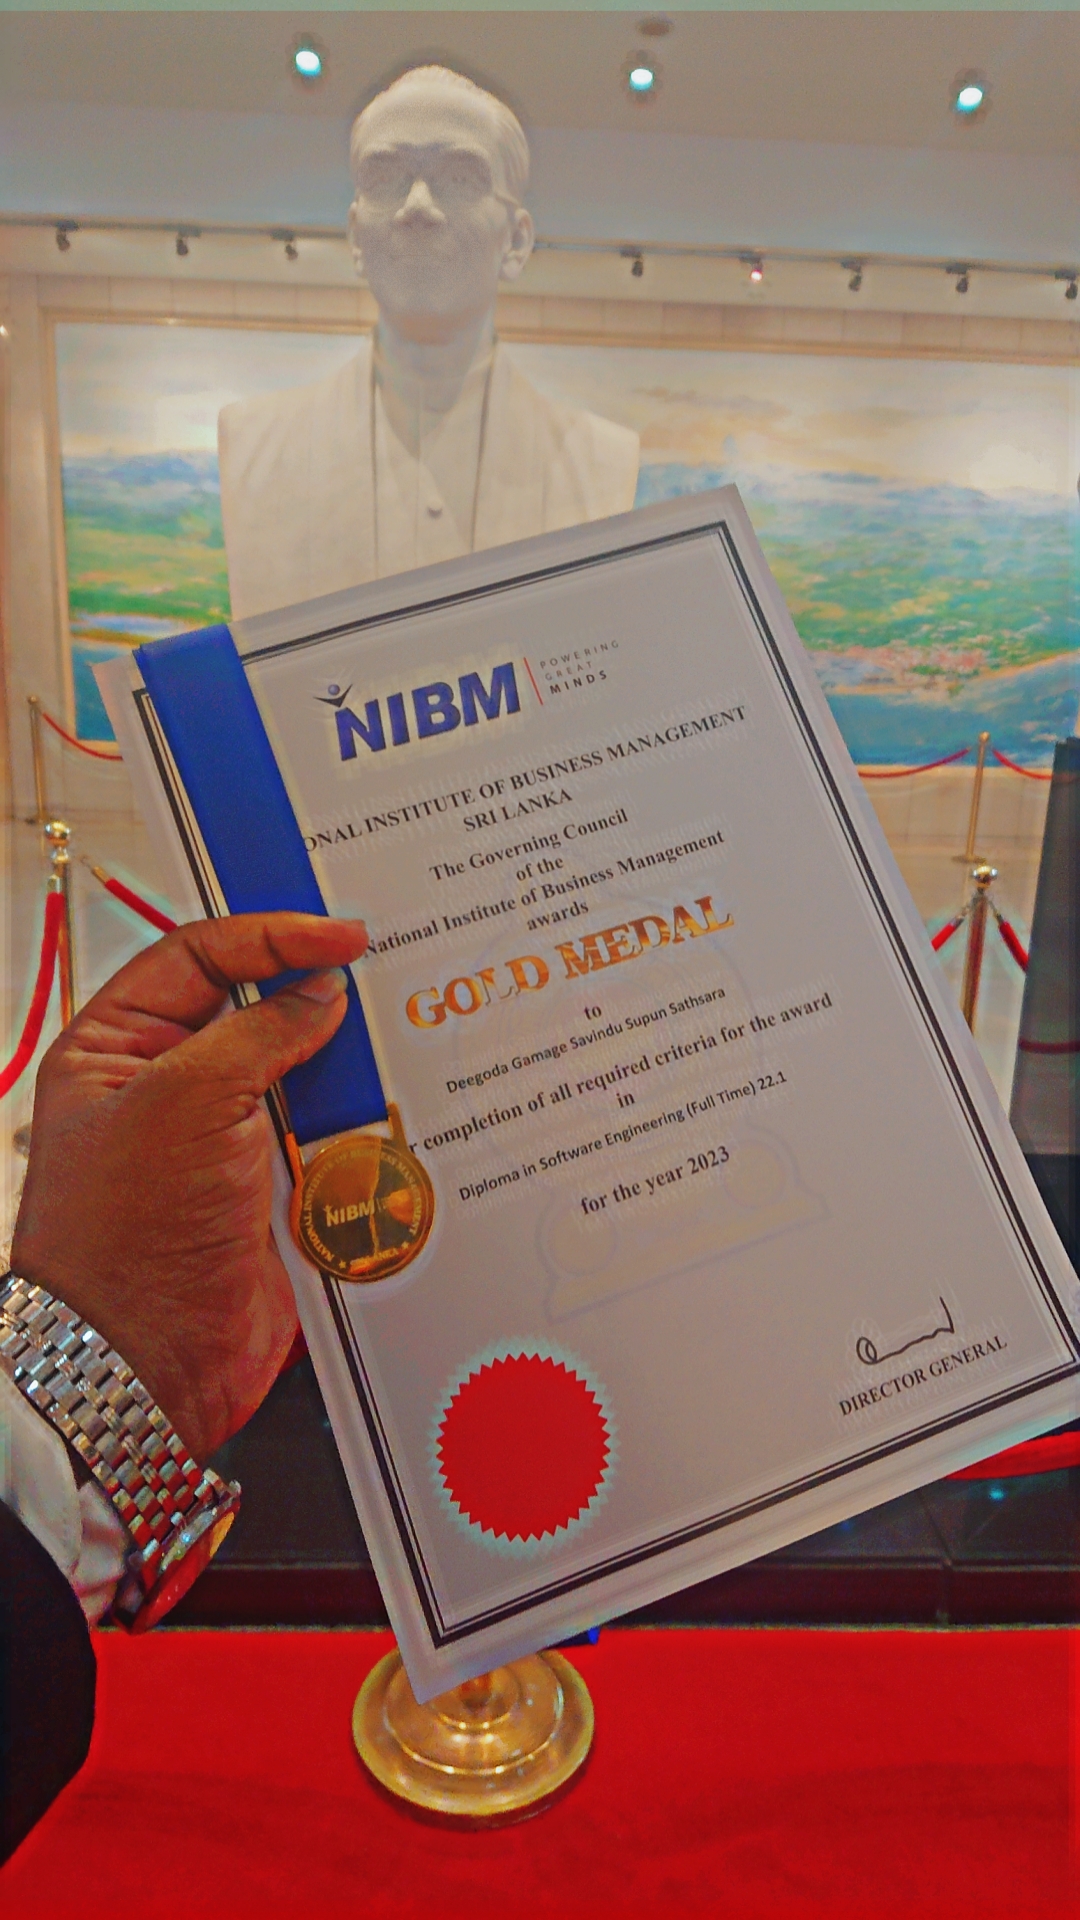 NIBM
POWERING
GREAT
MINDS
ONAL INSTITUTE OF BUSINESS MANAGEMENT
SRI LANKA
The Governing Council
of the
National Institute of Business Management
awards
GOLD MEDAL
to
Deegoda Gamage Savindu Supun Sathsara
r completion of all required criteria for the award
in
Diploma in Software Engineering (Full Time) 22.1
for the year 2023
NATIONAL INSTITUTE OF BUSINESS MANAGEMENT
NIBM
★ SRI LANKA ★
DIRECTOR GENERAL